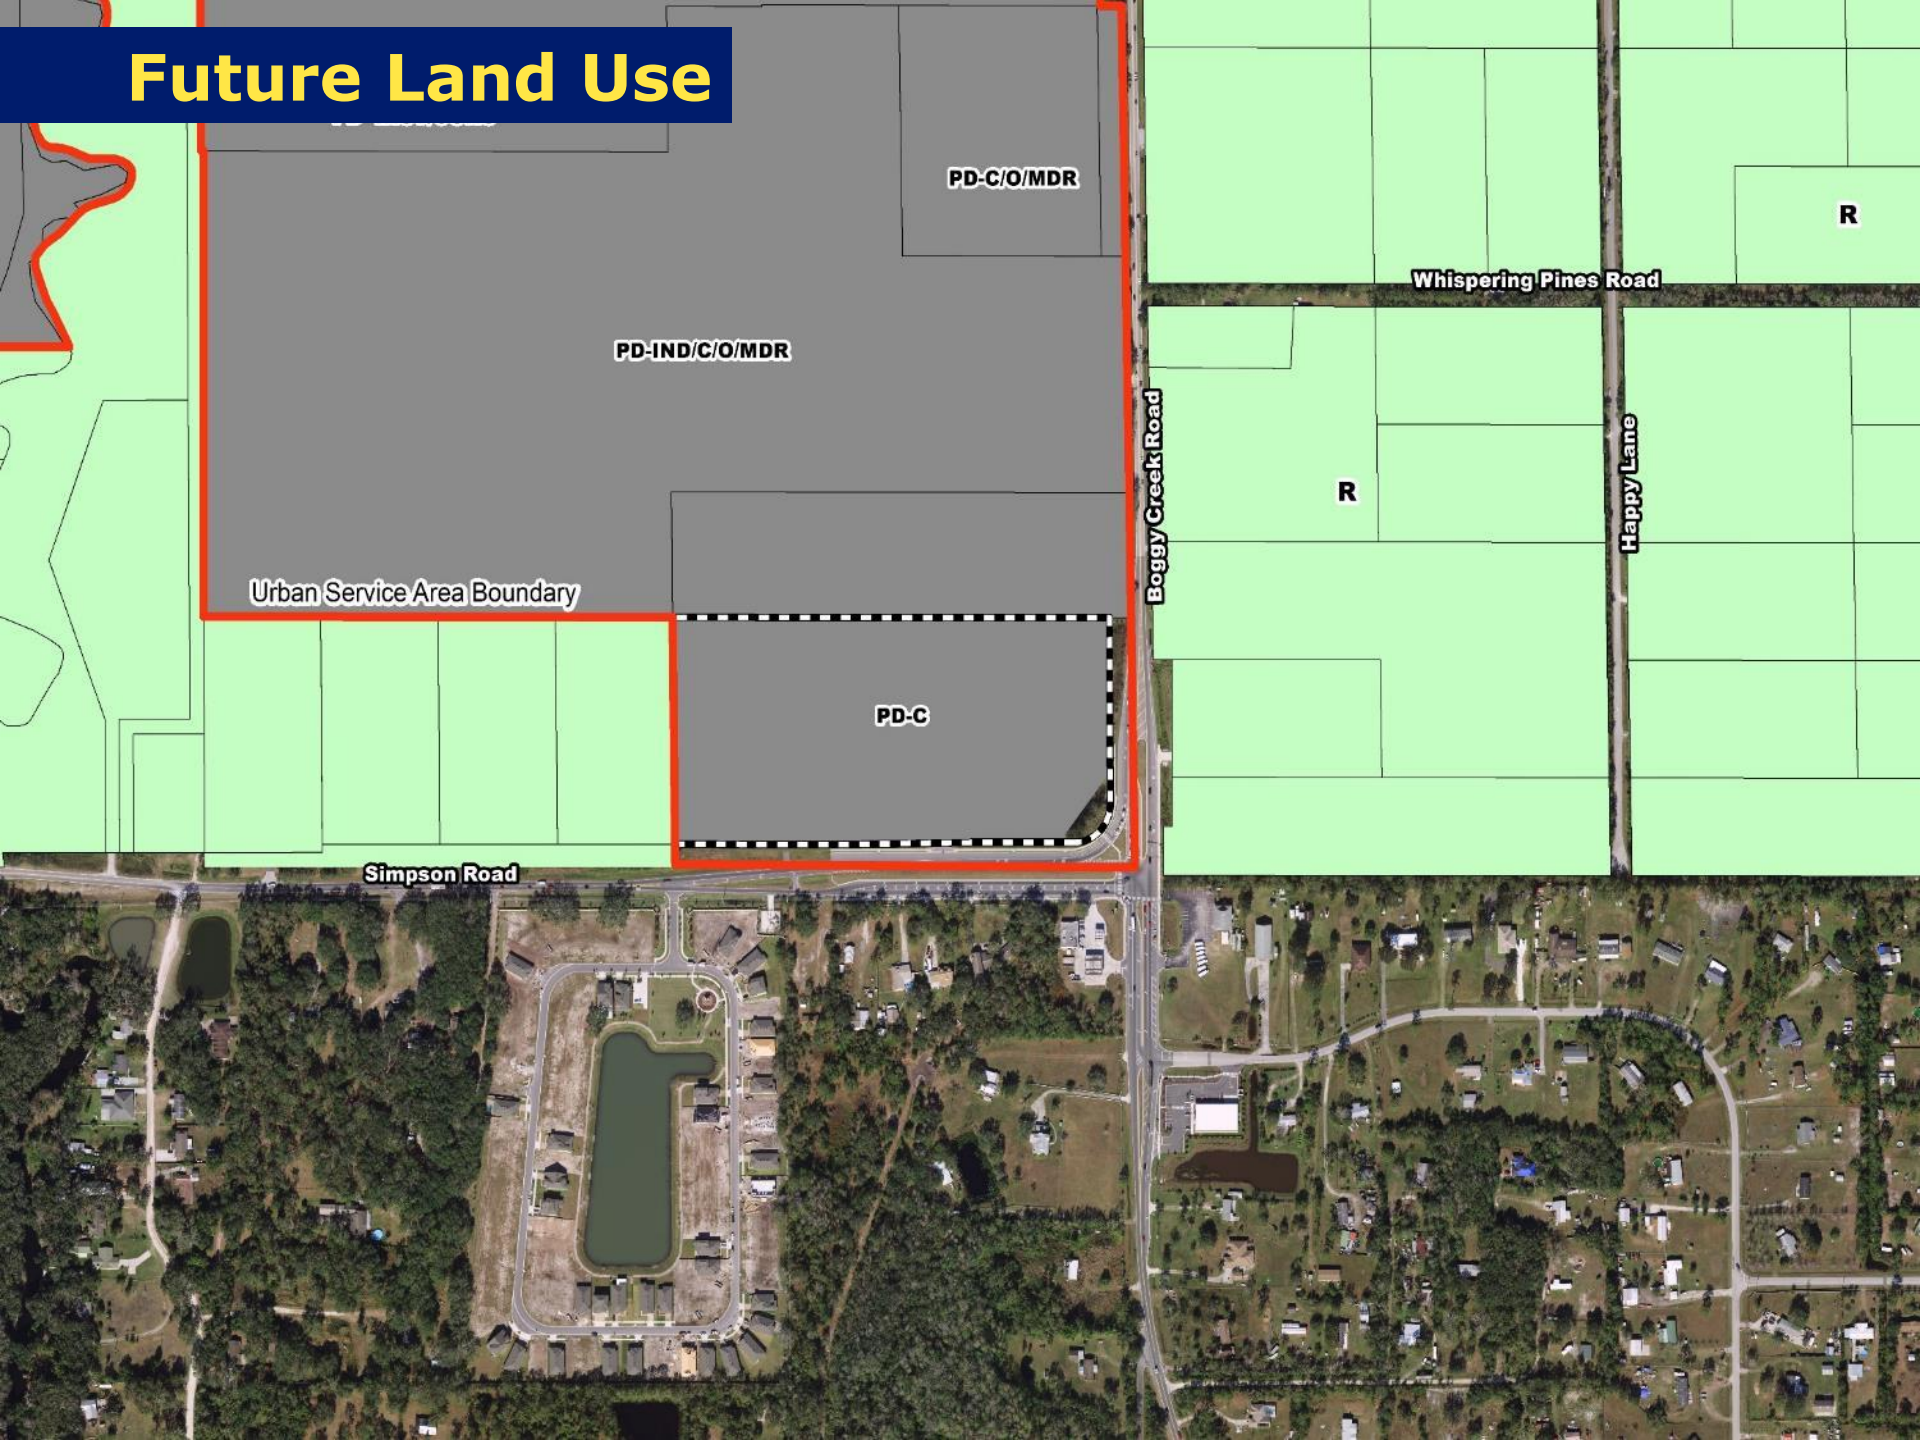 Future Land Use
PD-C/O/MDR
R
Whispering Pines Road
PD-IND/C/O/MDR
Boggy Creek Road
Happy Lane
R
Urban Service Area Boundary
PD-C
Simpson Road